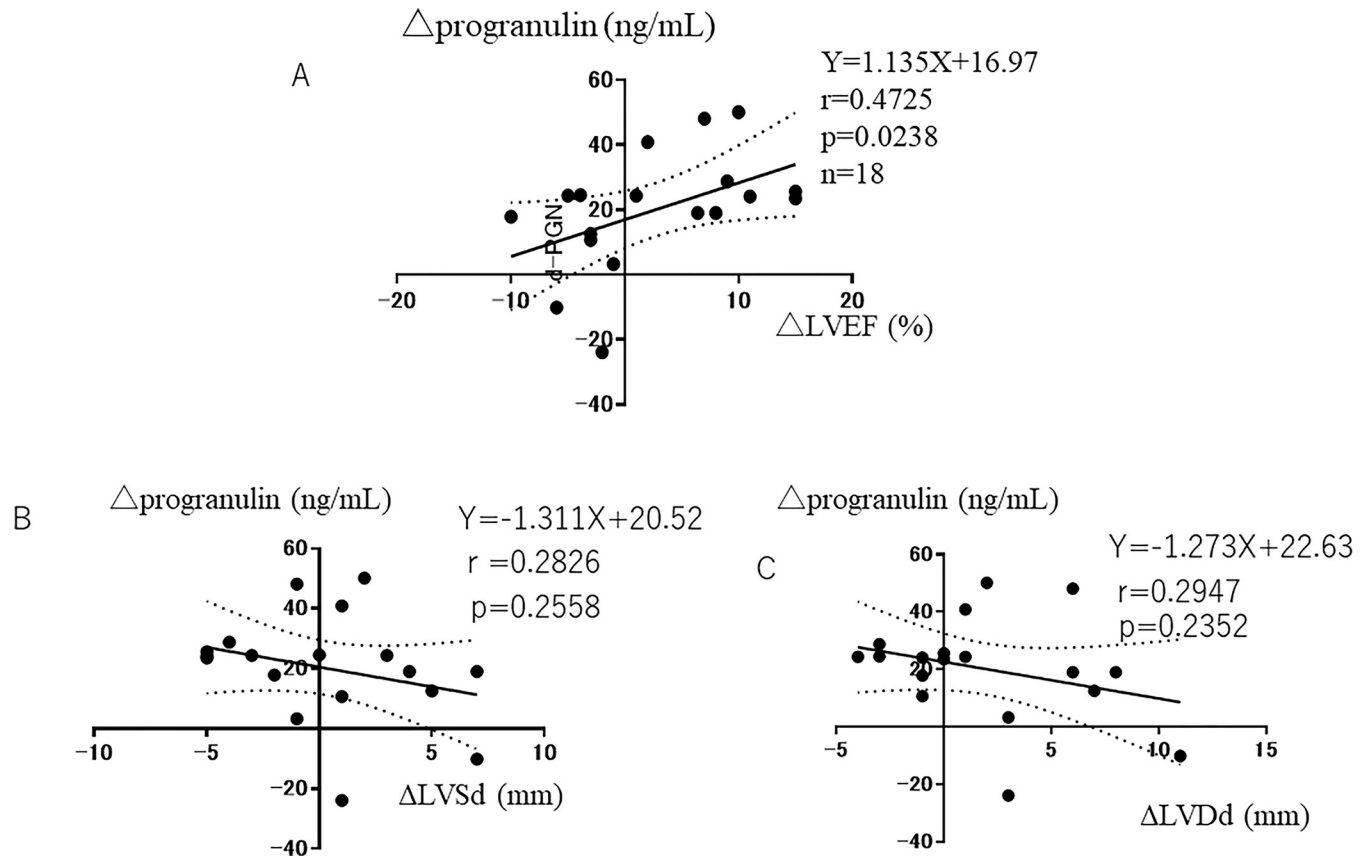 △progranulin (ng/mL)
A
Y=1.135X+16.97
r=0.4725
p=0.0238
n=18
60
40
20
d-PGN
−20
−10
10
20
△LVEF (%)
−20
−40
B
△progranulin (ng/mL)
Y=-1.311X+20.52
r =0.2826
p=0.2558
60
40
20
−10
−5
5
10
−20
ΔLVSd (mm)
−40
C
△progranulin (ng/mL)
Y=-1.273X+22.63
r=0.2947
p=0.2352
60
40
20
−5
5
10
15
−20
ΔLVDd (mm)
−40